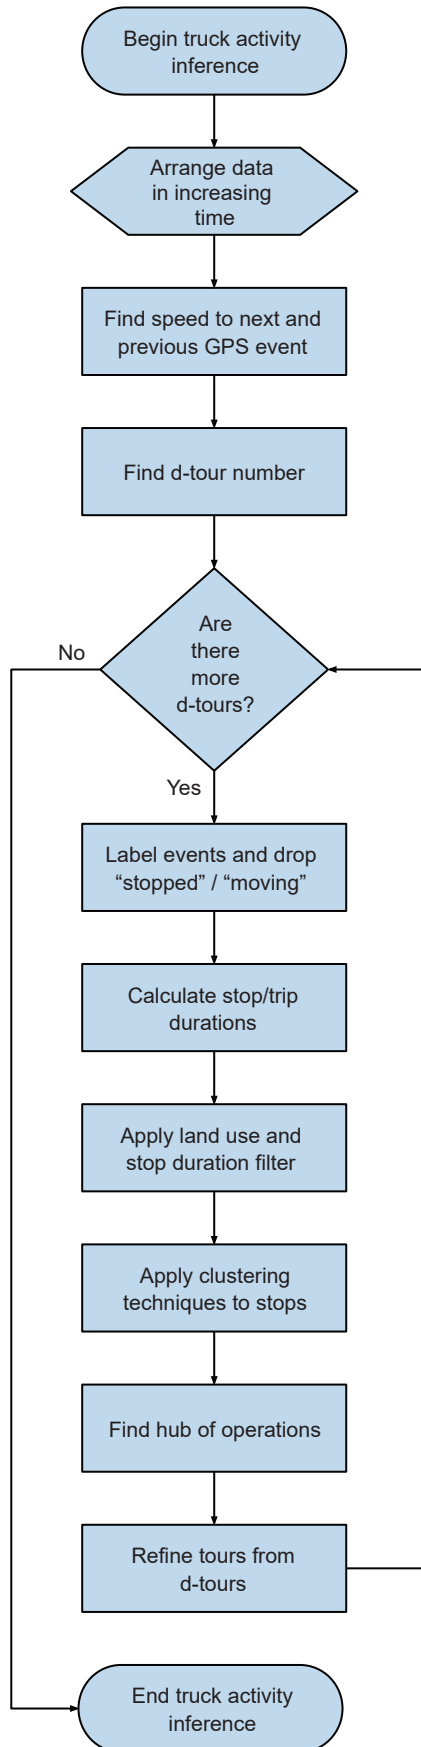 Begin truck activity
inference
Arrange data
in increasing
time
Find speed to next and
previous GPS event
Find d-tour number
Are
there
more
d-tours?
No
Yes
Label events and drop
“stopped” / “moving”
Calculate stop/trip
durations
Apply land use and
stop duration filter
Apply clustering
techniques to stops
Find hub of operations
Refine tours from
d-tours
End truck activity
inference